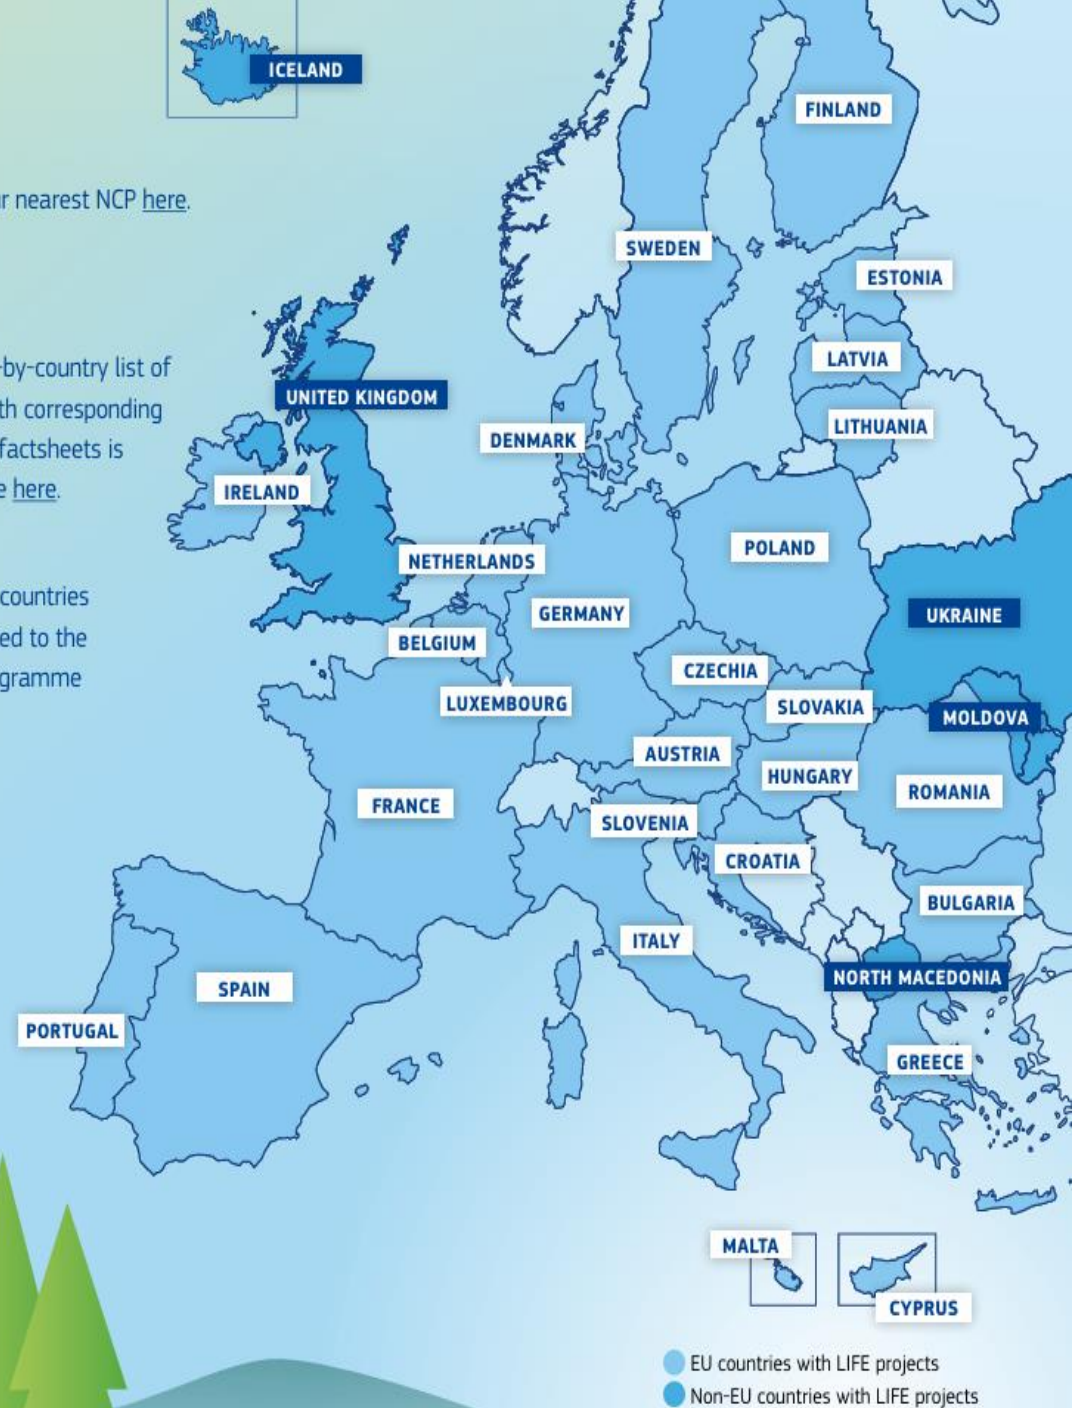 ICELAND
FINLAND
r nearest NCP here.
SWEDEN
ESTONIA
LATVIA
-by-country list of
UNITED KINGDOM
th corresponding
LITHUANIA
DENMARK
factsheets is
e here.
IRELAND
POLAND
NETHERLANDS
countries
GERMANY
UKRAINE
ed to the
BELGIUM
CZECHIA
gramme
LUXEMBOURG
SLOVAKIA
MOLDOVA
AUSTRIA
HUNGARY
ROMANIA
FRANCE
SLOVENIA
CROATIA
BULGARIA
ITALY
NORTH MACEDONIA
SPAIN
PORTUGAL
GREECE
MALTA
CYPRUS
EU countries with LIFE projects
Non-EU countries with LIFE projects